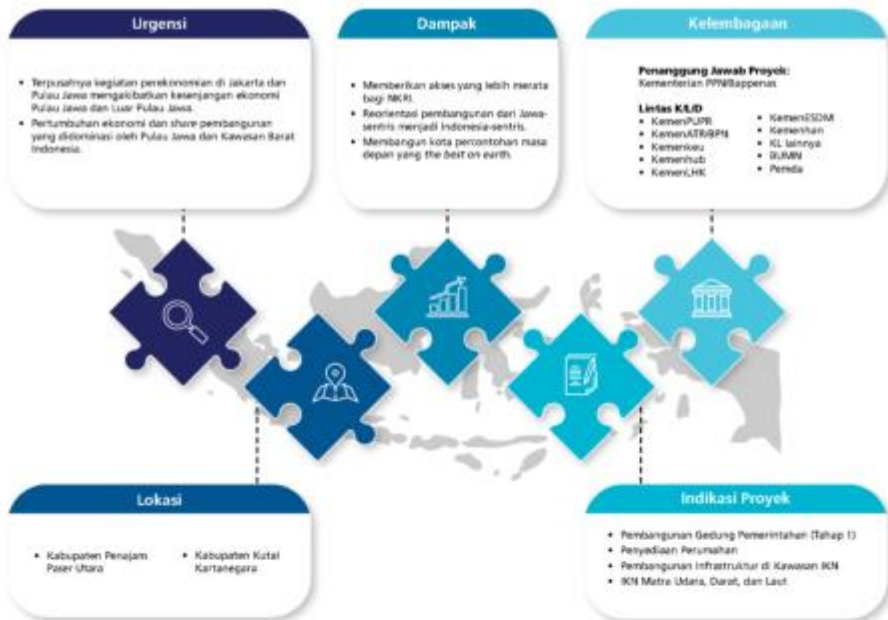 Urgensi
• Terpusatnya kegiatan perekonomian di Jakarta dan
Pulau Jawa mengakibatkan kesenjangan ekonomi
Pulau Jawa dan Luar Pulau Jawa.
• Pertumbuhan ekonomi dan share pembangunan
yang didominasi oleh Pulau Jawa dan Kawasan Barat
Indonesia.
Dampak
• Memberikan akses yang lebih merata
bagi NKRI.
• Reorientasi pembangunan dari Jawa-
sentris menjadi Indonesia-sentris.
• Membangun kota percontohan masa
depan yang the best on earth.
Kelembagaan
Penanggung Jawab Proyek:
Kementerian PPN/Bappenas
Lintas K/L/D
• KemenPUPR
• KemenATR/BPN
• Kemenkeu
• Kemenhub
• KemenLHK
• KemenESDM
• Kemenhan
• KL lainnya
• BUMN
• Pemda
Lokasi
• Kabupaten Penajam
Paser Utara
• Kabupaten Kutai
Kartanegara
Indikasi Proyek
• Pembangunan Gedung Pemerintahan (Tahap 1)
• Penyediaan Perumahan
• Pembangunan Infrastruktur di Kawasan IKN
• IKN Matra Udara, Darat, dan Laut